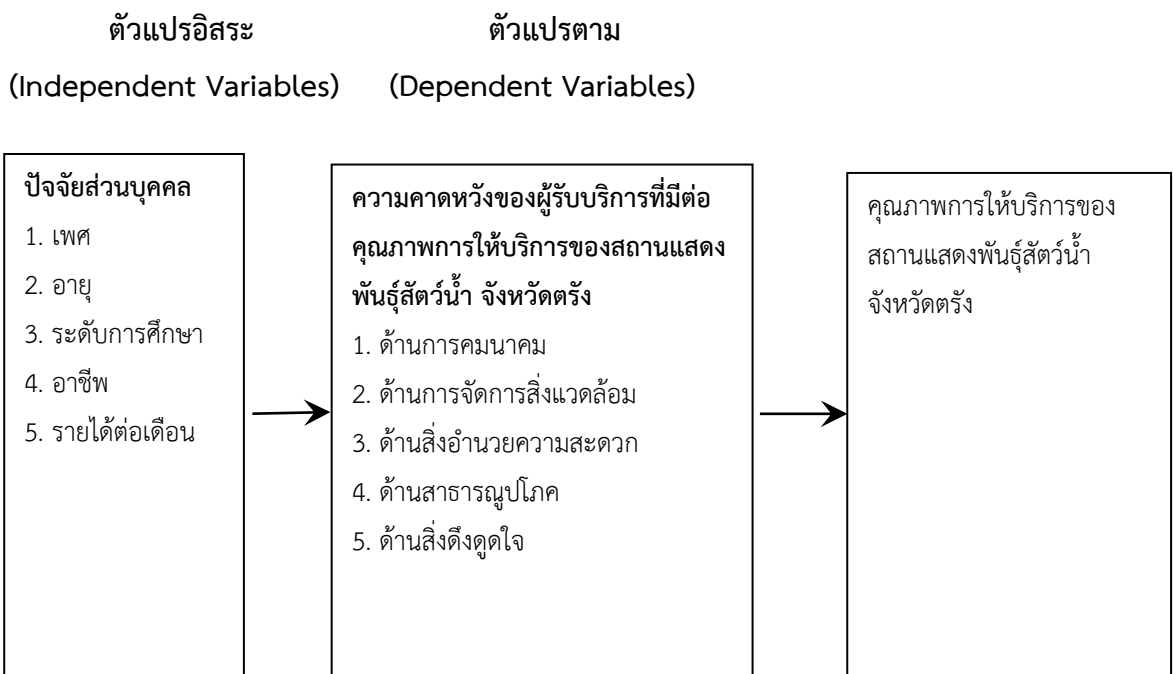 ตัวแปรอิสระ
(Independent Variables)
ตัวแปรตาม
(Dependent Variables)
ปัจจัยส่วนบุคคล
1. เพศ
2. อายุ
3. ระดับการศึกษา
4. อาชีพ
5. รายได้ต่อเดือน
ความคาดหวังของผู้รับบริการที่มีต่อ
คุณภาพการให้บริการของสถานแสดง
พันธุ์สัตว์น้ำ จังหวัดตรัง
1. ด้านการคมนาคม
2. ด้านการจัดการสิ่งแวดล้อม
3. ด้านสิ่งอำนวยความสะดวก
4. ด้านสาธารณูปโภค
5. ด้านสิ่งดึงดูดใจ
คุณภาพการให้บริการของ
สถานแสดงพันธุ์สัตว์น้ำ
จังหวัดตรัง